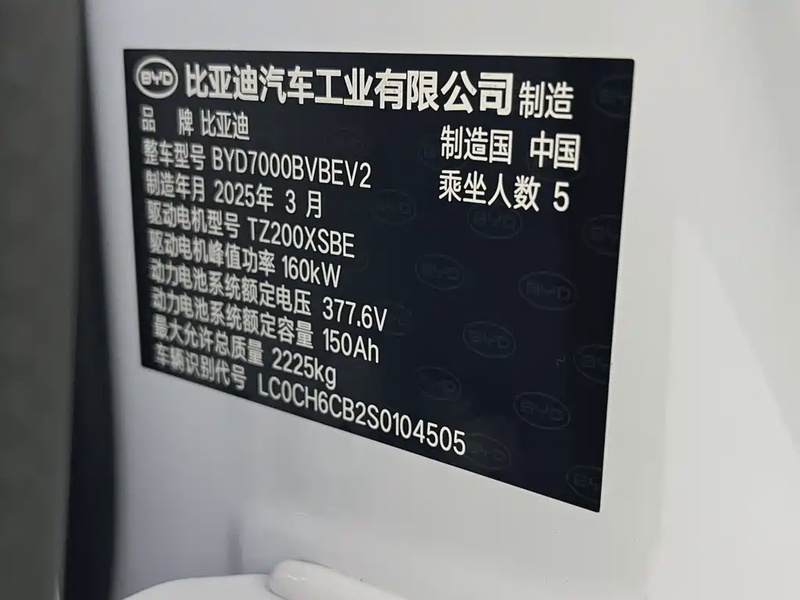 BYD 比亚迪汽车工业有限公司 制造
品 牌 比亚迪
制造国 中国
整车型号 BYD7000BVBEV2
乘坐人数 5
制造年月 2025年 3 月
驱动电机型号 TZ200XSBE
驱动电机峰值功率 160kW
动力电池系统额定电压 377.6V
动力电池系统额定容量 150Ah
最大允许总质量 2225kg
车辆识别代号 LC0CH6CB2S0104505